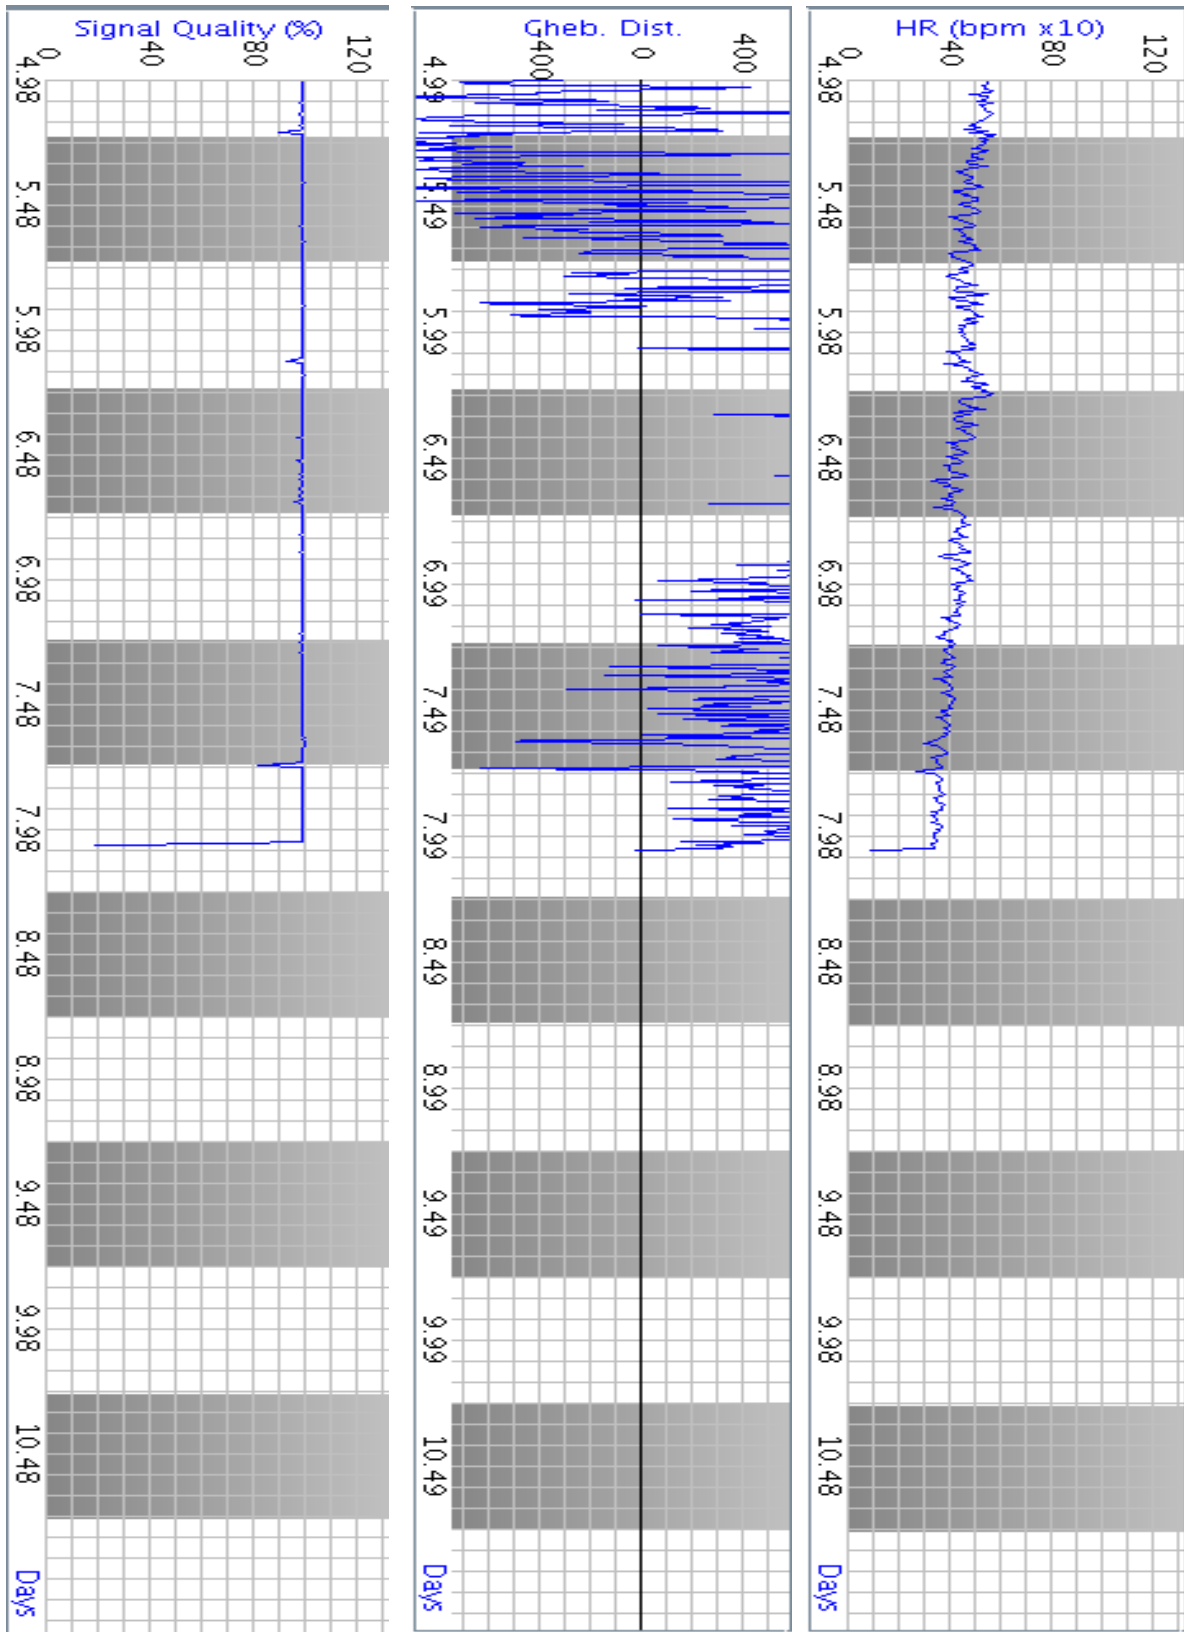 Signal Quality (%)
0 40 80 120
4.98 5.48 5.98 6.48 6.98 7.48 7.98 8.48 8.98 9.48 9.98 10.48
Days
Gheb. Dist.
-400 0 400
4.99 5.49 5.99 6.49 6.99 7.49 7.99 8.49 8.99 9.49 9.99 10.49
Days
HR (bpm x10)
0 40 80 120
4.98 5.48 5.98 6.48 6.98 7.48 7.98 8.48 8.98 9.48 9.98 10.48
Days